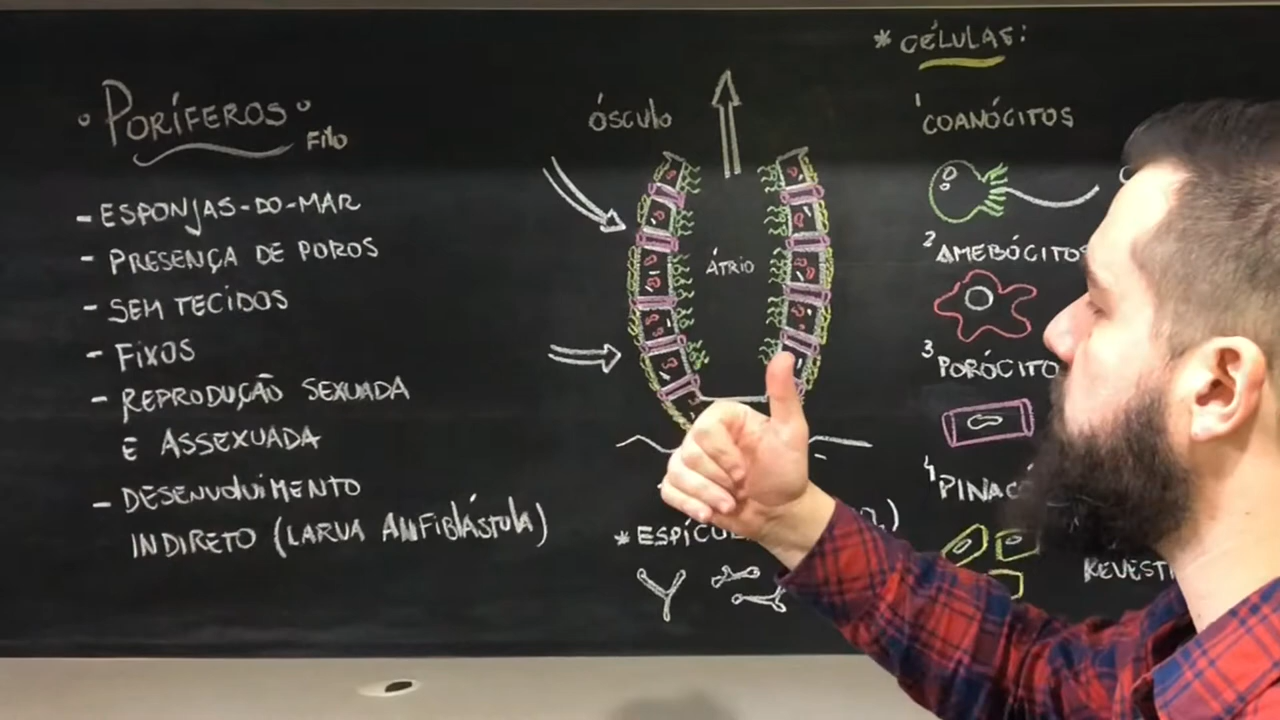 PORÍFEROS
Filo
- ESPONJAS-DO-MAR
- PRESENÇA DE POROS
- SEM TECIDOS
- FIXOS
- REPRODUÇÃO SEXUADA
E ASSEXUADA
- DESENVOLVIMENTO
INDIRETO (LARVA ANFIBLÁSTULA)
ÓSCULO
ÁTRIO
* CÉLULAS:
1 COANÓCITOS
2 AMEBÓCITOS
3 PORÓCITO
4